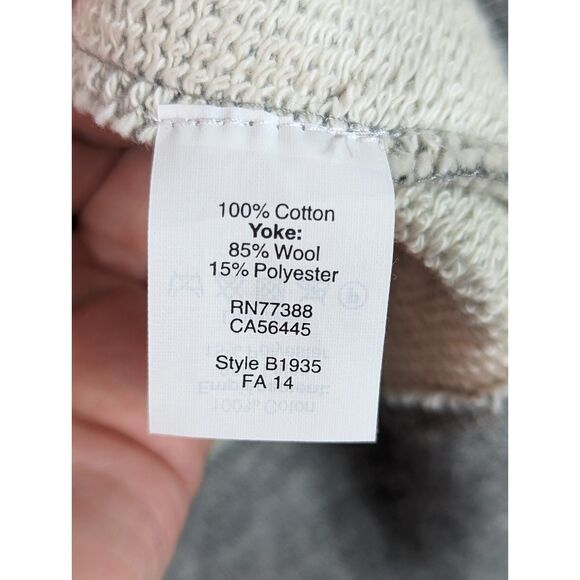 100% Cotton
Yoke:
85% Wool
15% Polyester
RN77388
CA56445
Style B1935
FA 14